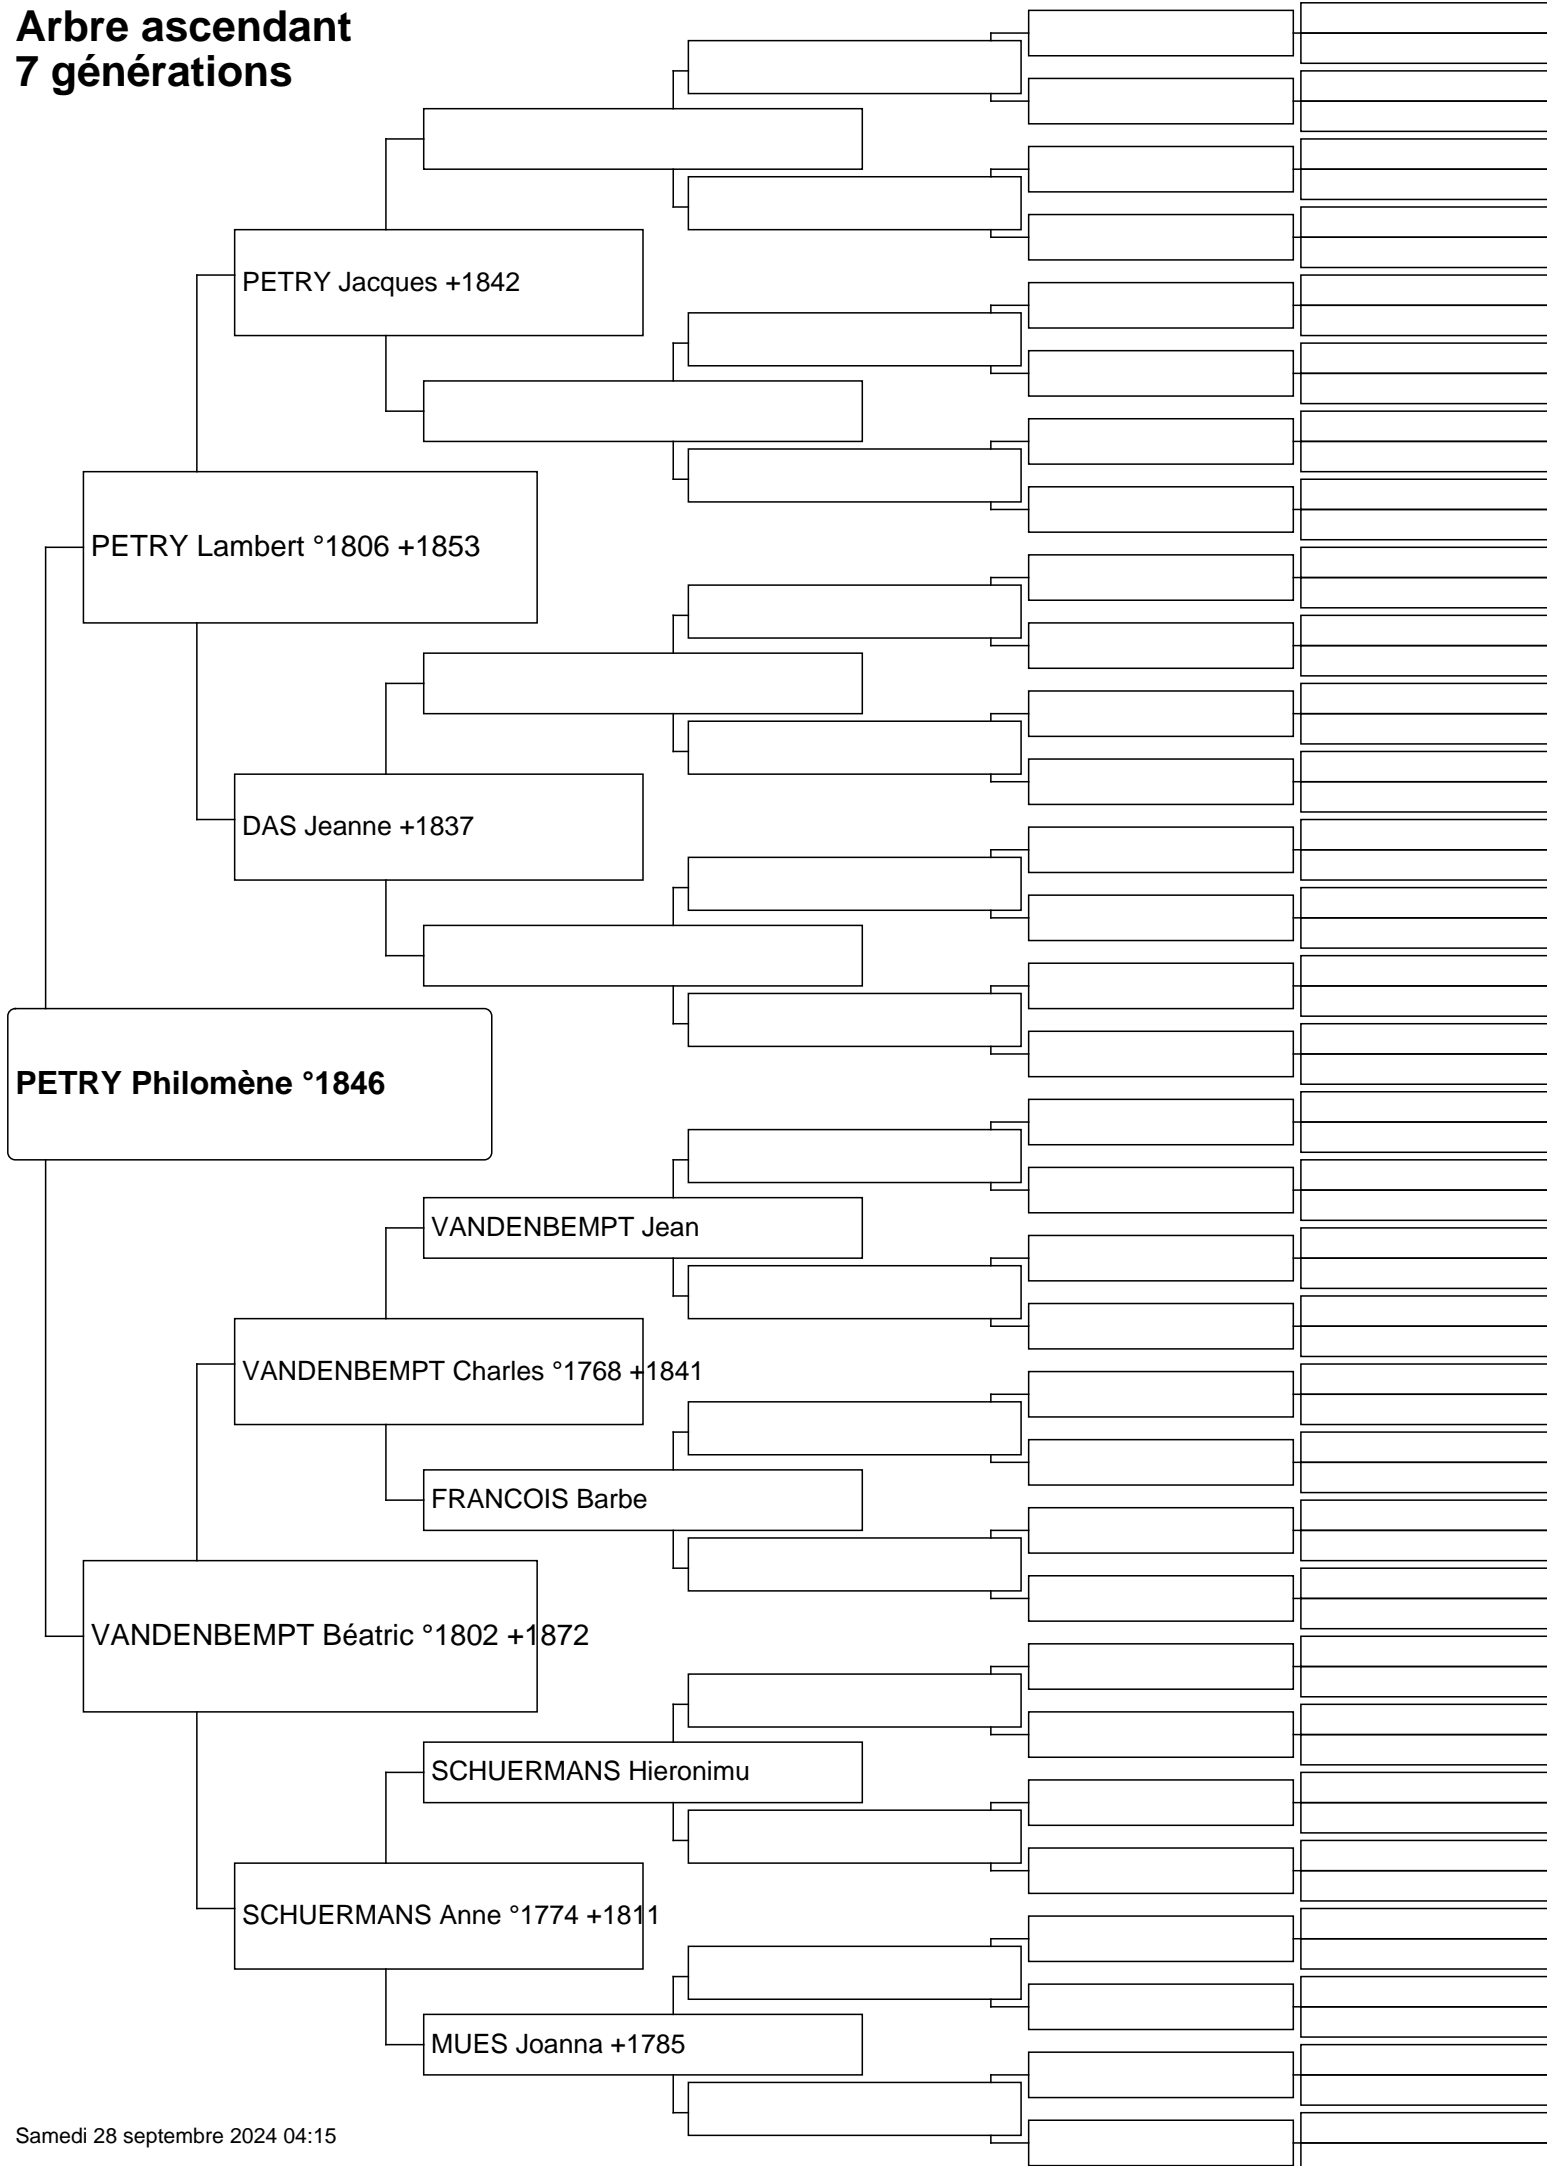 Arbre ascendant
7 générations
PETRY Jacques +1842
PETRY Lambert °1806 +1853
DAS Jeanne +1837
PETRY Philomène °1846
VANDENBEMPT Jean
VANDENBEMPT Charles °1768 +1841
FRANCOIS Barbe
VANDENBEMPT Béatric °1802 +1872
SCHUERMANS Hieronimu
SCHUERMANS Anne °1774 +1811
MUES Joanna +1785
Samedi 28 septembre 2024 04:15